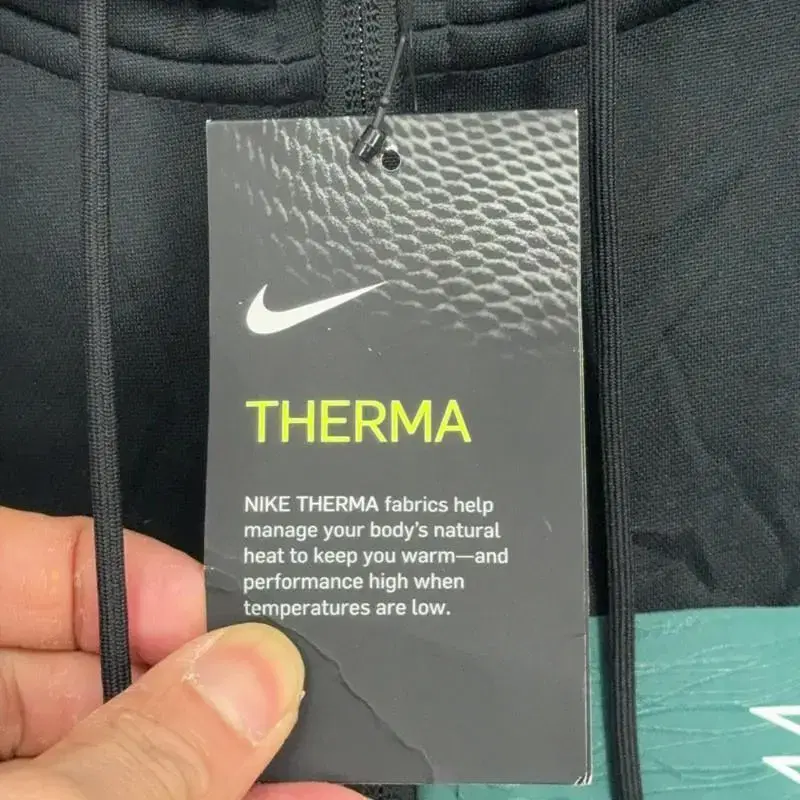 THERMA
NIKE THERMA fabrics help
manage your body's natural
heat to keep you warm—and
performance high when
temperatures are low.